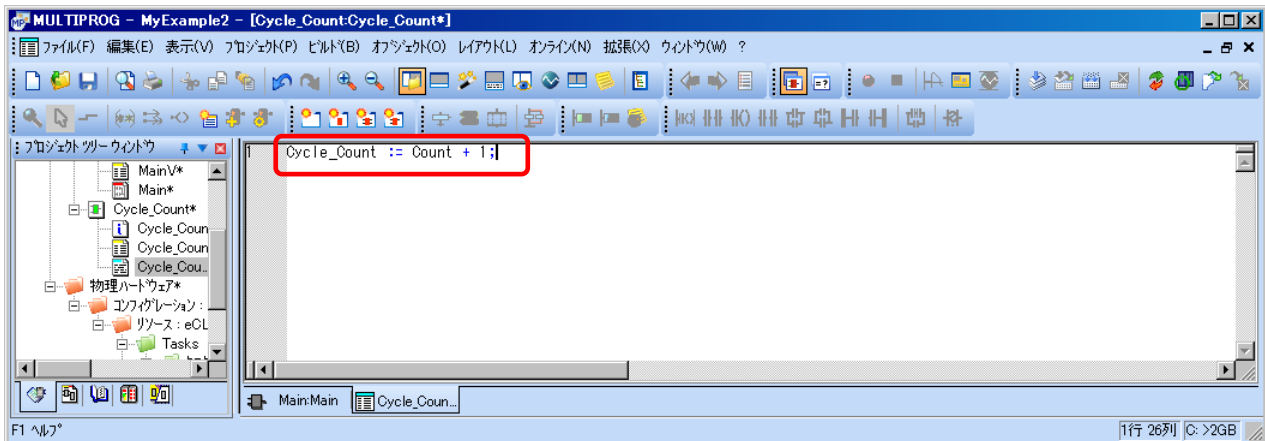 MULTIPROG - MyExample2 - [Cycle_Count:Cycle_Count*]
ファイル(F) 編集(E) 表示(V) プロジェクト(P) ビルド(B) オブジェクト(O) レイアウト(L) オンライン(N) 拡張(X) ウィンドウ(W) ?
プロジェクト ツリー ウィンドウ
1 Cycle_Count := Count + 1;
MainV*
Main*
Cycle_Count*
Cycle_Coun
Cycle_Coun
Cycle_Cou..
物理ハードウェア*
コンフィグレーション :
リソース : eCL
Tasks
Main:Main Cycle_Coun...
F1 ヘルプ 1行 26列 C: >2GB